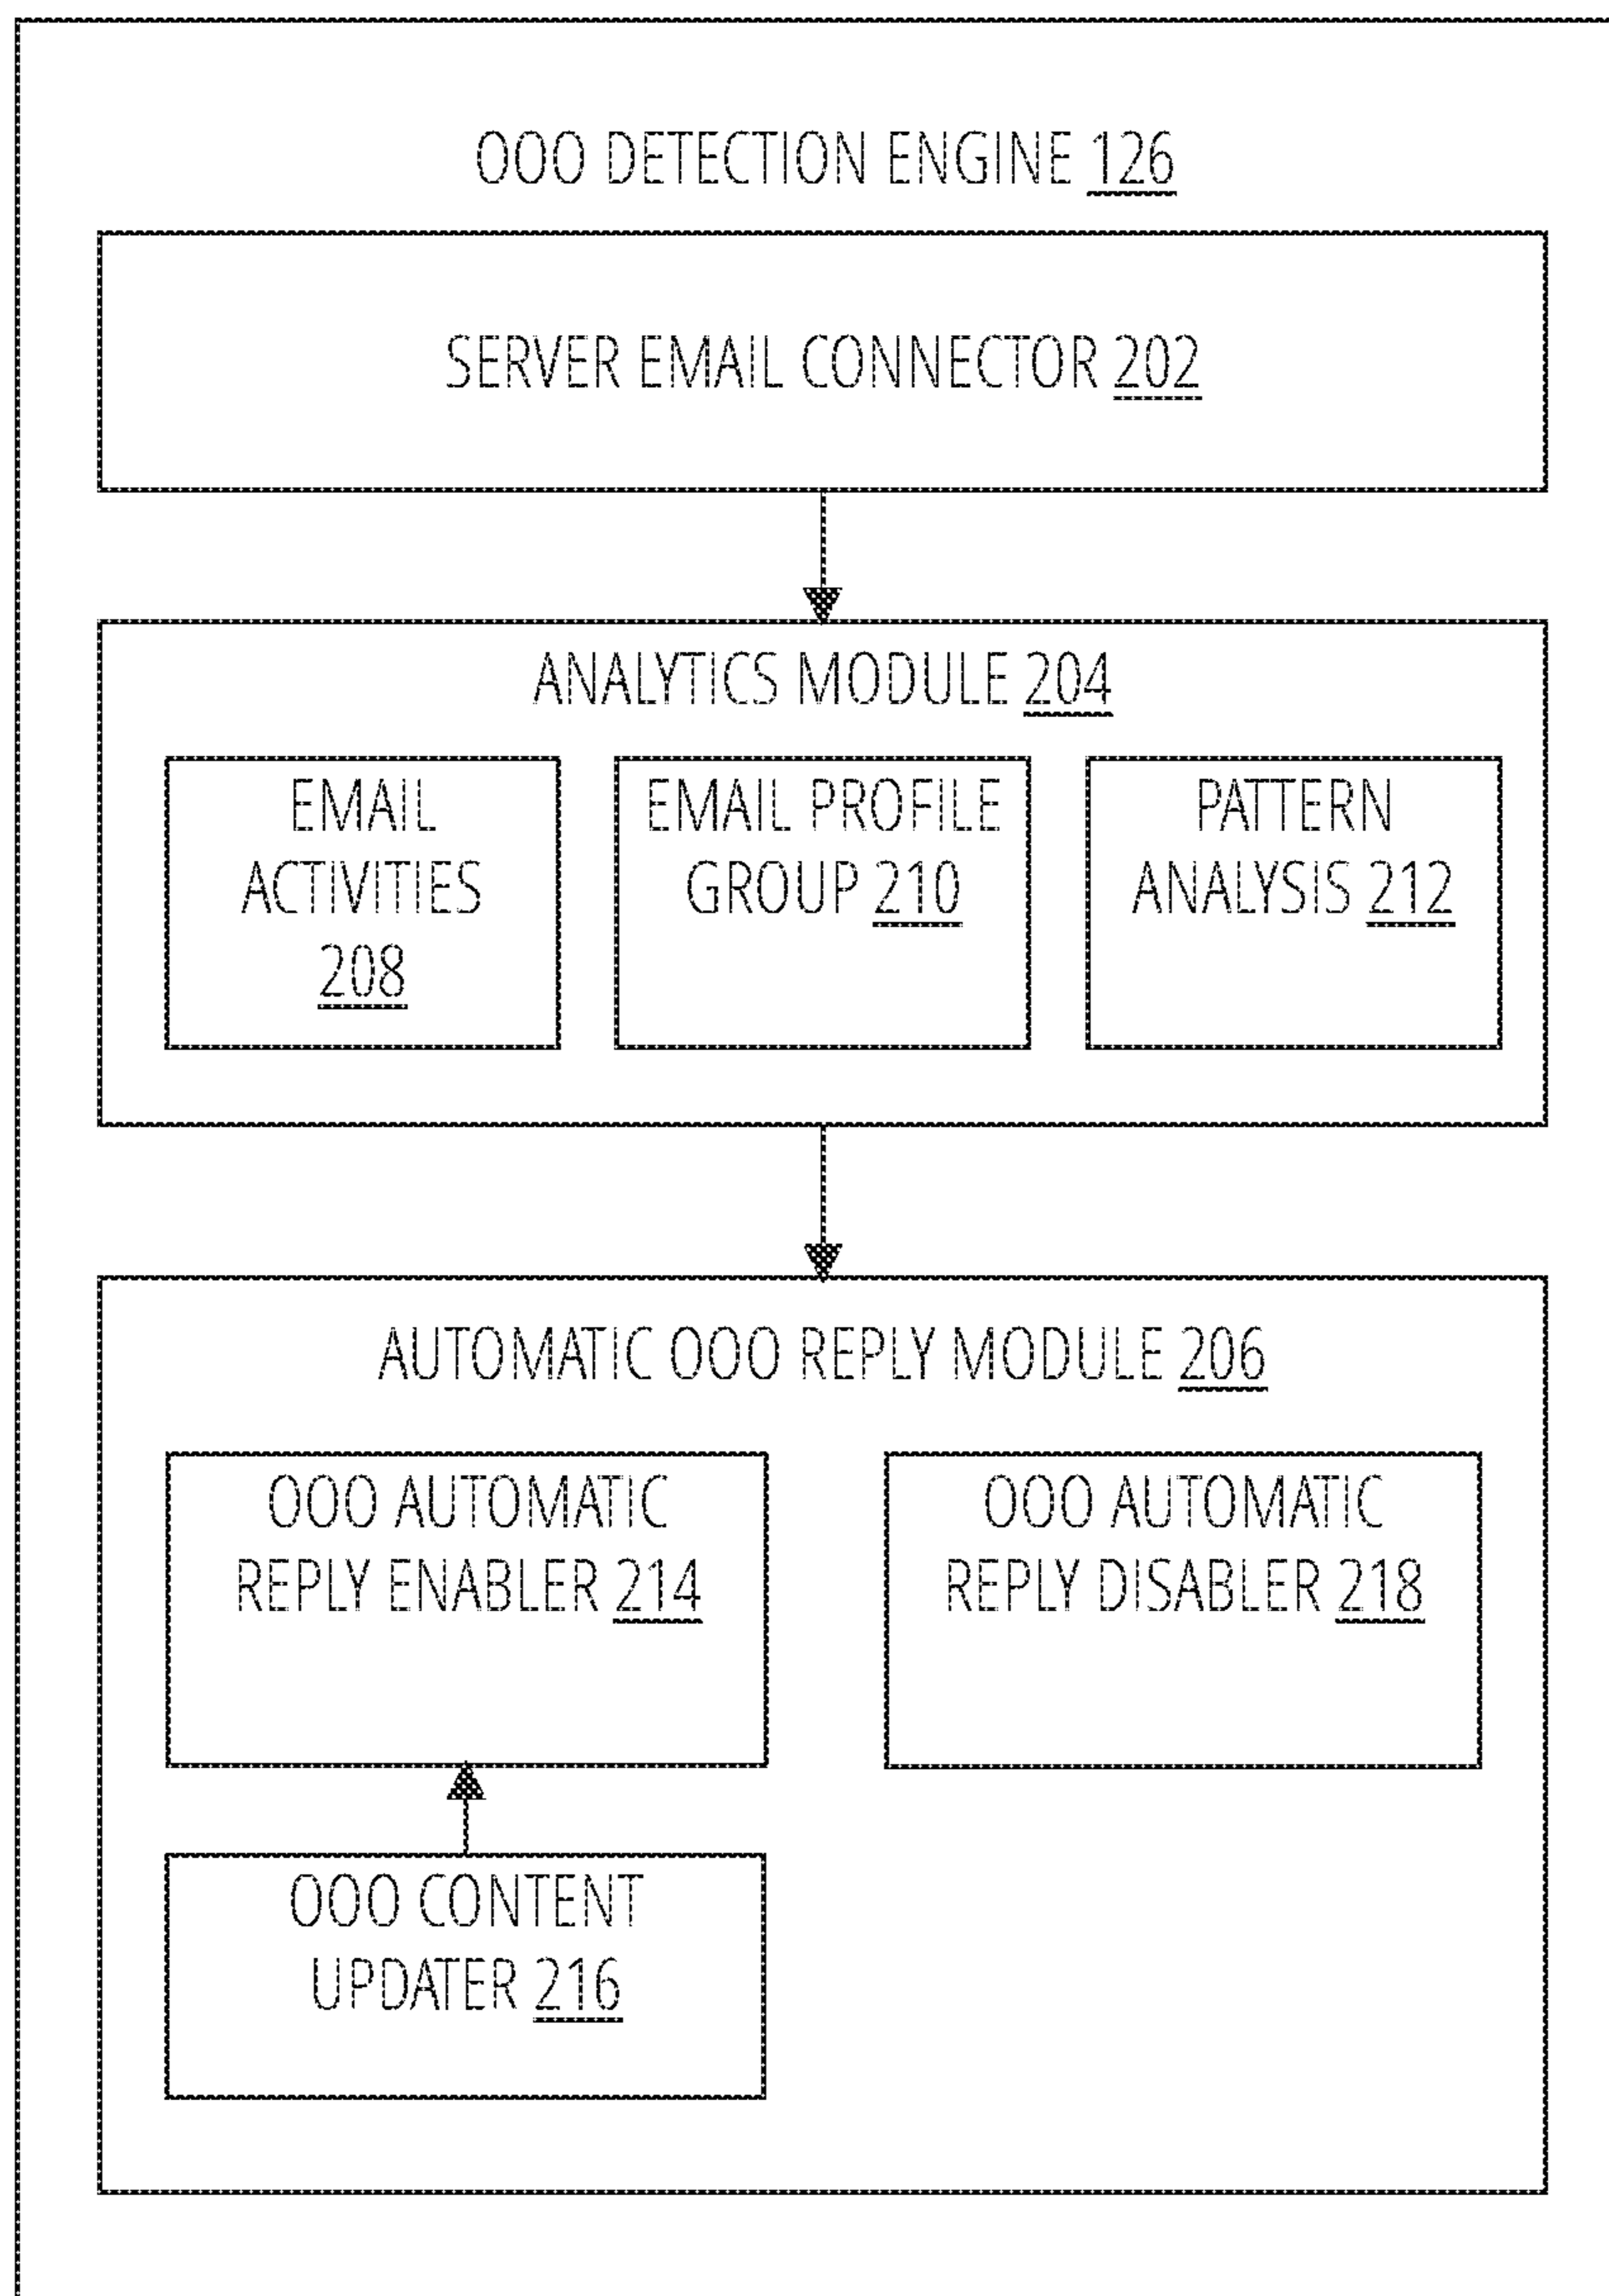 OOO DETECTION ENGINE 126
SERVER EMAIL CONNECTOR 202
ANALYTICS MODULE 204
EMAIL
ACTIVITIES
208
EMAIL PROFILE
GROUP 210
PATTERN
ANALYSIS 212
AUTOMATIC OOO REPLY MODULE 206
OOO AUTOMATIC
REPLY ENABLER 214
OOO AUTOMATIC
REPLY DISABLER 218
OOO CONTENT
UPDATER 216